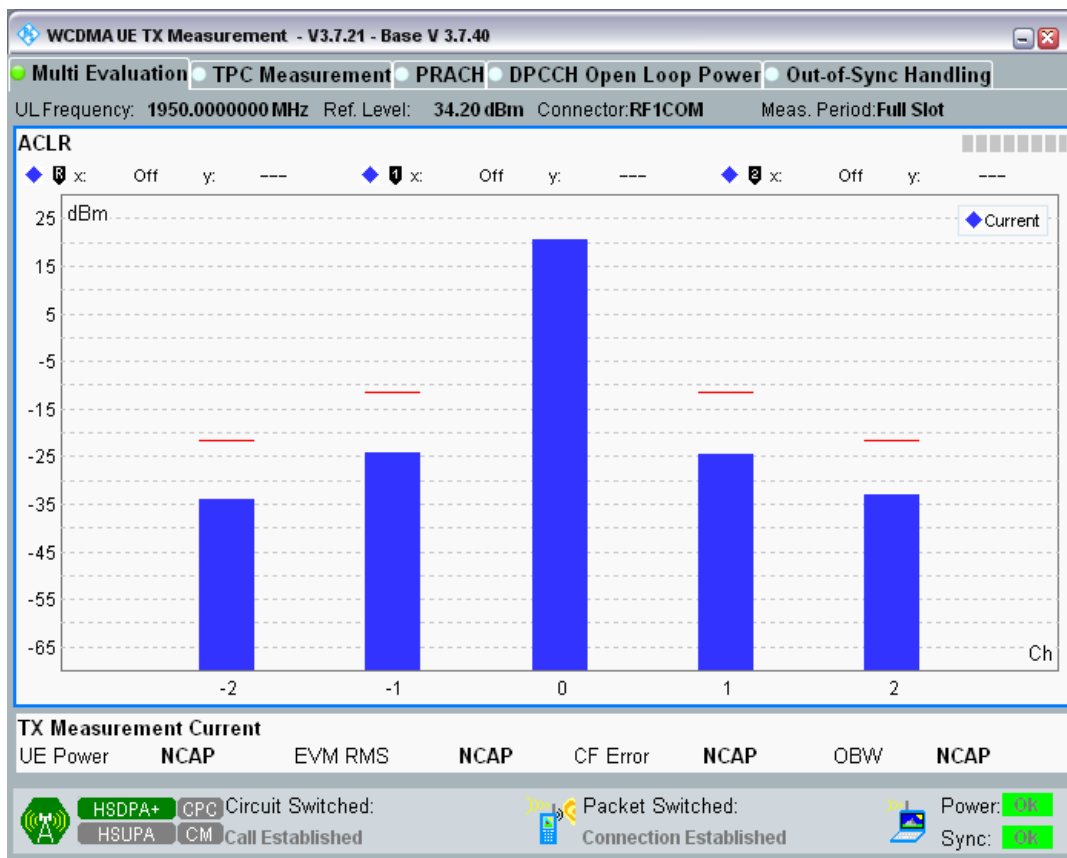 WCDMA UE TX Measurement - V3.7.21 - Base V 3.7.40
Multi Evaluation TPC Measurement PRACH DPCCH Open Loop Power Out-of-Sync Handling
UL Frequency: 1950.0000000 MHz Ref. Level: 34.20 dBm Connector:RF1COM Meas. Period:Full Slot
ACLR
R x: Off y: --- 1 x: Off y: --- 2 x: Off y: ---
dBm
Current
25
15
5
-5
-15
-25
-35
-45
-55
-65
Ch
-2 -1 0 1 2
TX Measurement Current
UE Power NCAP EVM RMS NCAP CF Error NCAP OBW NCAP
HSDPA+ CPC Circuit Switched: Packet Switched: Power: OK
HSUPA CM Call Established Connection Established Sync: OK